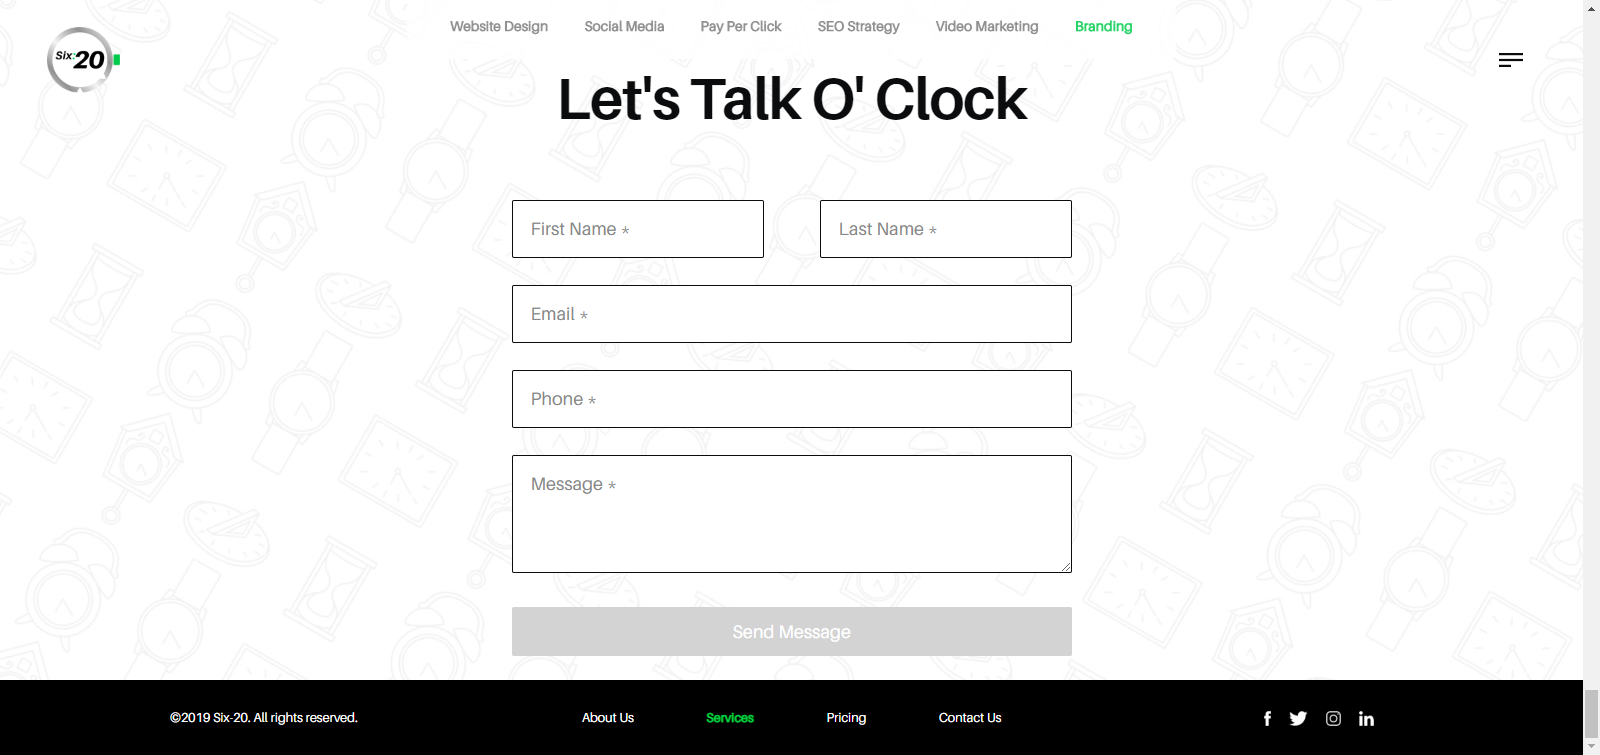 Website Design Social Media Pay Per Click SEO Strategy Video Marketing Branding
Six:20
Let's Talk O' Clock
First Name * Last Name *
Email *
Phone *
Message *
Send Message
©2019 Six-20. All rights reserved. About Us Services Pricing Contact Us